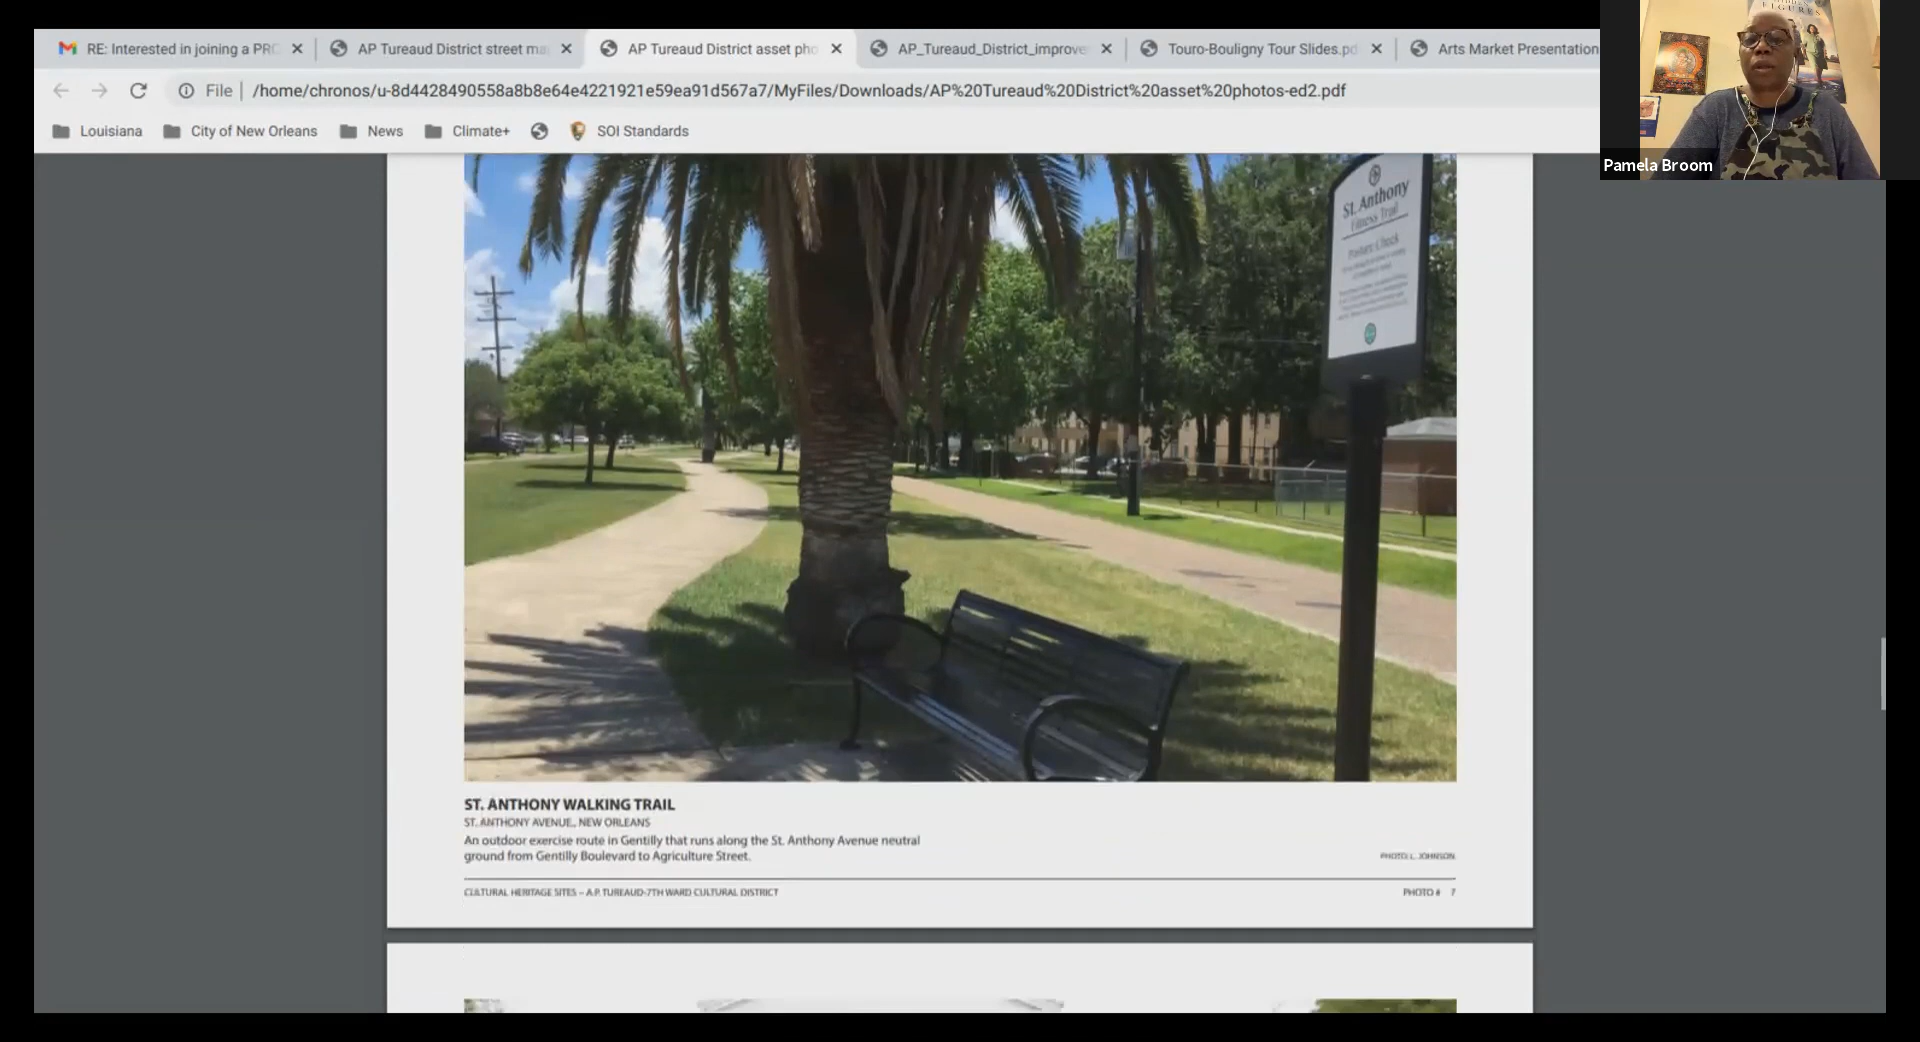 RE: Interested in joining a PRC
AP Tureaud District street ma
AP Tureaud District asset pho
AP_Tureaud_District_improve
Touro-Bouligny Tour Slides.pd
Arts Market Presentation
File
/home/chronos/u-8d4428490558a8b8e64e4221921e59ea91d567a7/MyFiles/Downloads/AP%20Tureaud%20District%20asset%20photos-ed2.pdf
Louisiana
City of New Orleans
News
Climate+
SOI Standards
FIGURES
Pamela Broom
St. Anthony
Fitness Trail
ST. ANTHONY WALKING TRAIL
ST. ANTHONY AVENUE, NEW ORLEANS
An outdoor exercise route in Gentilly that runs along the St. Anthony Avenue neutral
ground from Gentilly Boulevard to Agriculture Street.
PHOTO: L. JOHNSON
CULTURAL HERITAGE SITES – A.P. TUREAUD-7TH WARD CULTURAL DISTRICT
PHOTO # 7